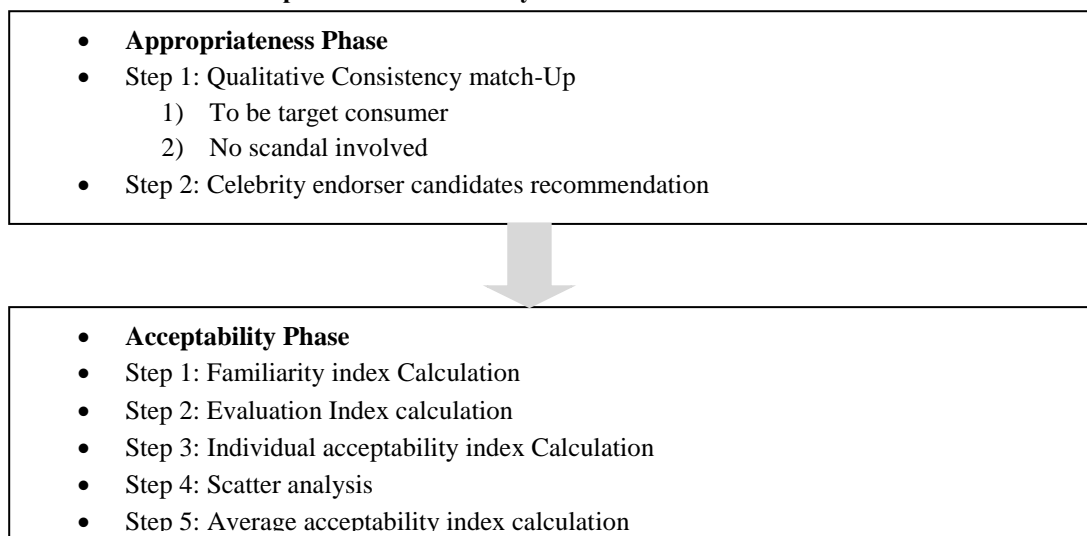 • Appropriateness Phase
• Step 1: Qualitative Consistency match-Up
1) To be target consumer
2) No scandal involved
• Step 2: Celebrity endorser candidates recommendation
• Acceptability Phase
• Step 1: Familiarity index Calculation
• Step 2: Evaluation Index calculation
• Step 3: Individual acceptability index Calculation
• Step 4: Scatter analysis
• Step 5: Average acceptability index calculation